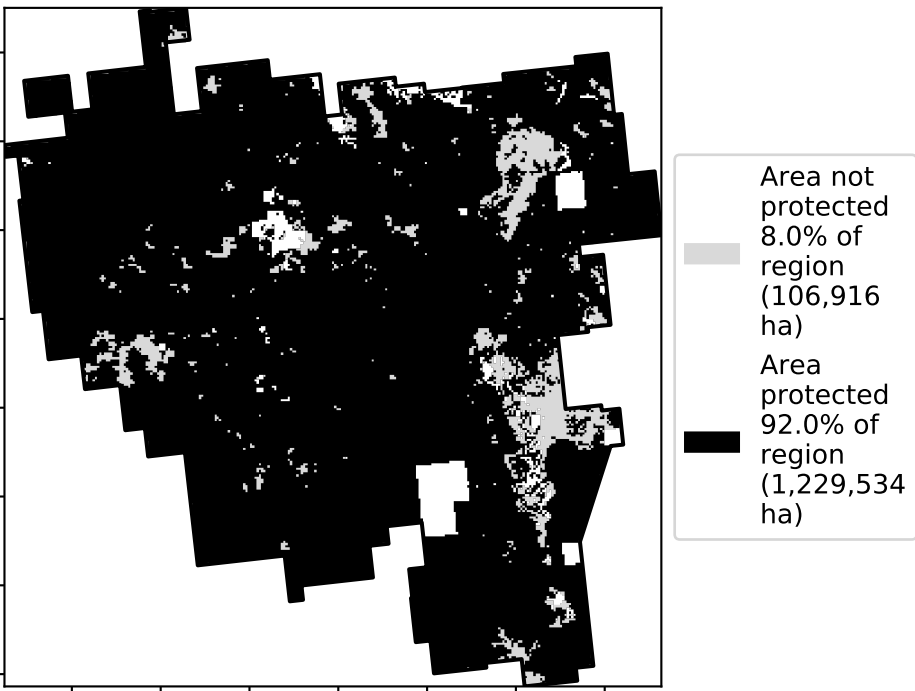 Area not
protected
8.0% of
region
(106,916
ha)
Area
protected
92.0% of
region
(1,229,534
ha)